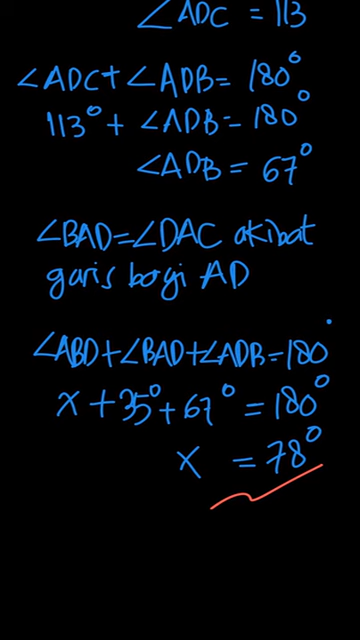 ∠ADC = 113
∠ADC + ∠ADB = 180°
113° + ∠ADB = 180°
∠ADB = 67°
∠BAD = ∠DAC akibat
garis bagi AD
∠ABD + ∠BAD + ∠ADB = 180°
x + 35° + 67° = 180°
x = 78°